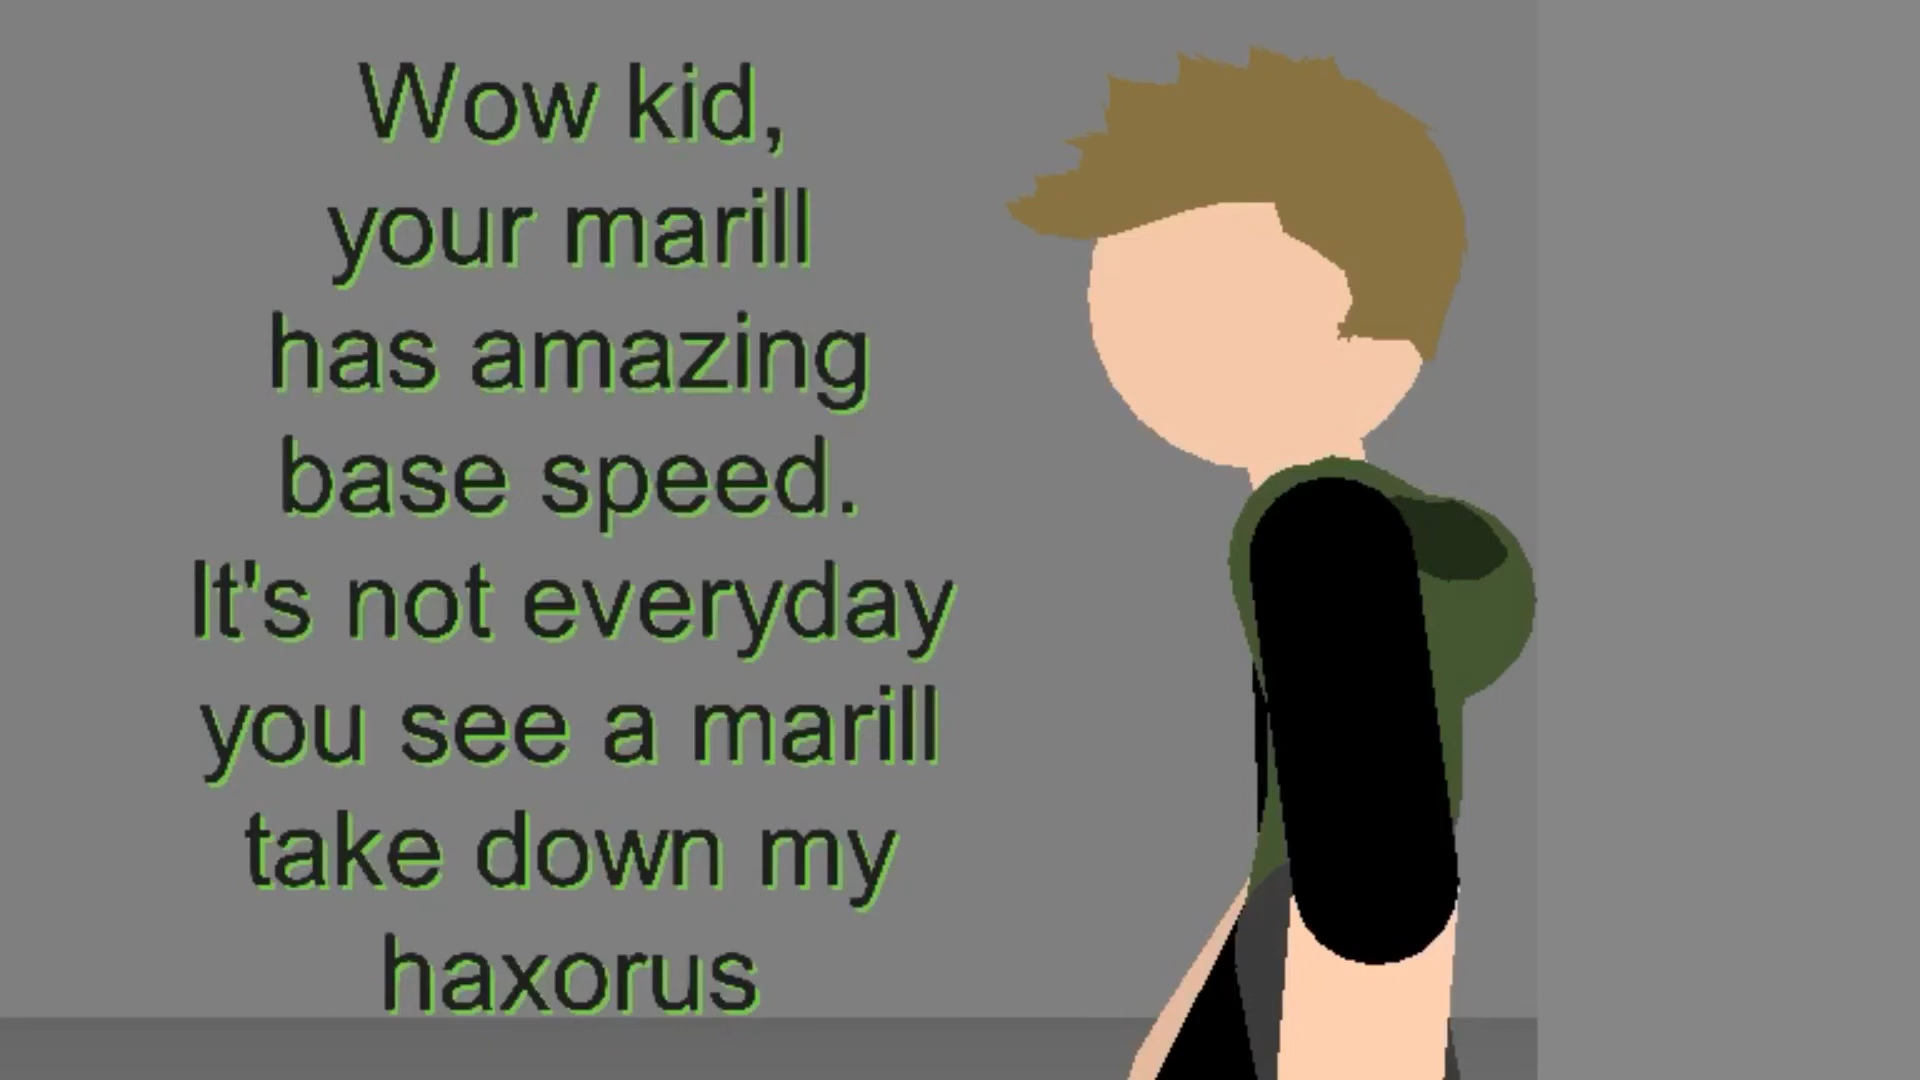 Wow kid,
your marill
has amazing
base speed.
It's not everyday
you see a marill
take down my
haxorus